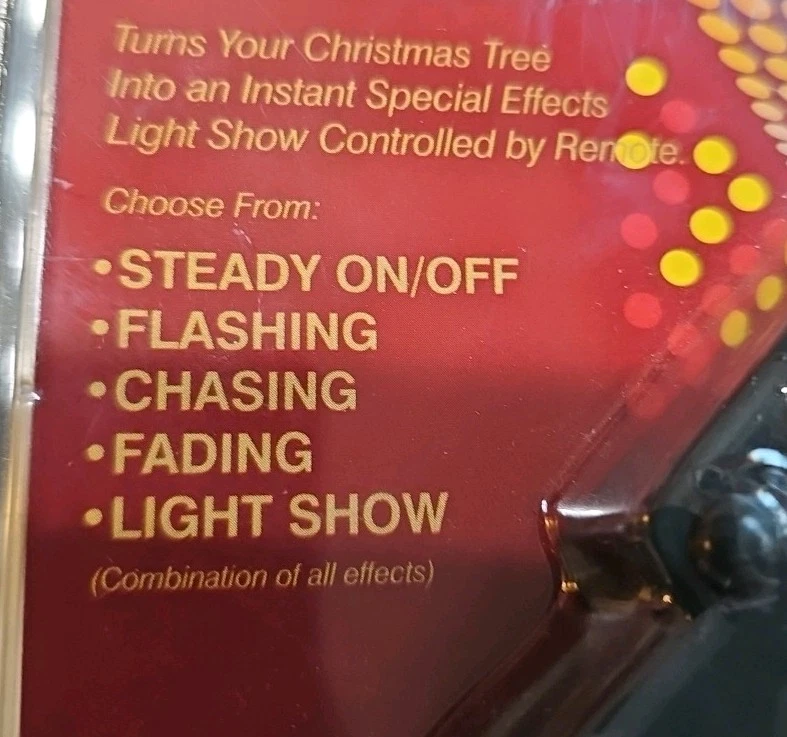 Turns Your Christmas Tree
Into an Instant Special Effects
Light Show Controlled by Remote.
Choose From:
•STEADY ON/OFF
•FLASHING
•CHASING
•FADING
•LIGHT SHOW
(Combination of all effects)